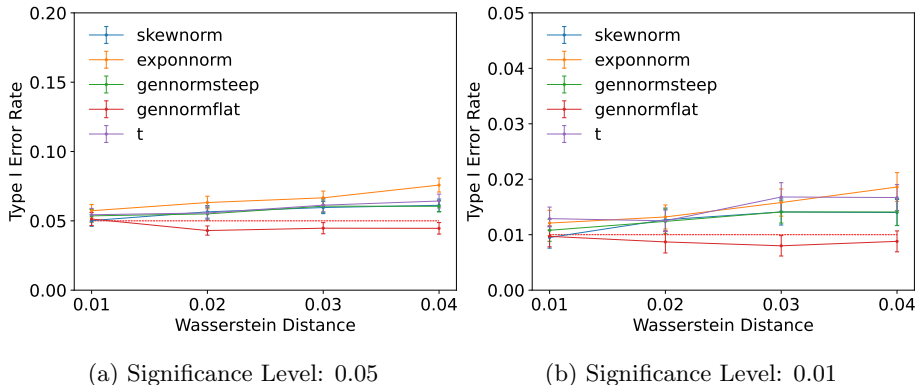 0.20
0.15
0.10
0.05
0.00
Type I Error Rate
skewnorm
exponnorm
gennormsteep
gennormflat
t
0.01
0.02
0.03
0.04
Wasserstein Distance
(a) Significance Level: 0.05
0.05
0.04
0.03
0.02
0.01
0.00
Type I Error Rate
skewnorm
exponnorm
gennormsteep
gennormflat
t
0.01
0.02
0.03
0.04
Wasserstein Distance
(b) Significance Level: 0.01